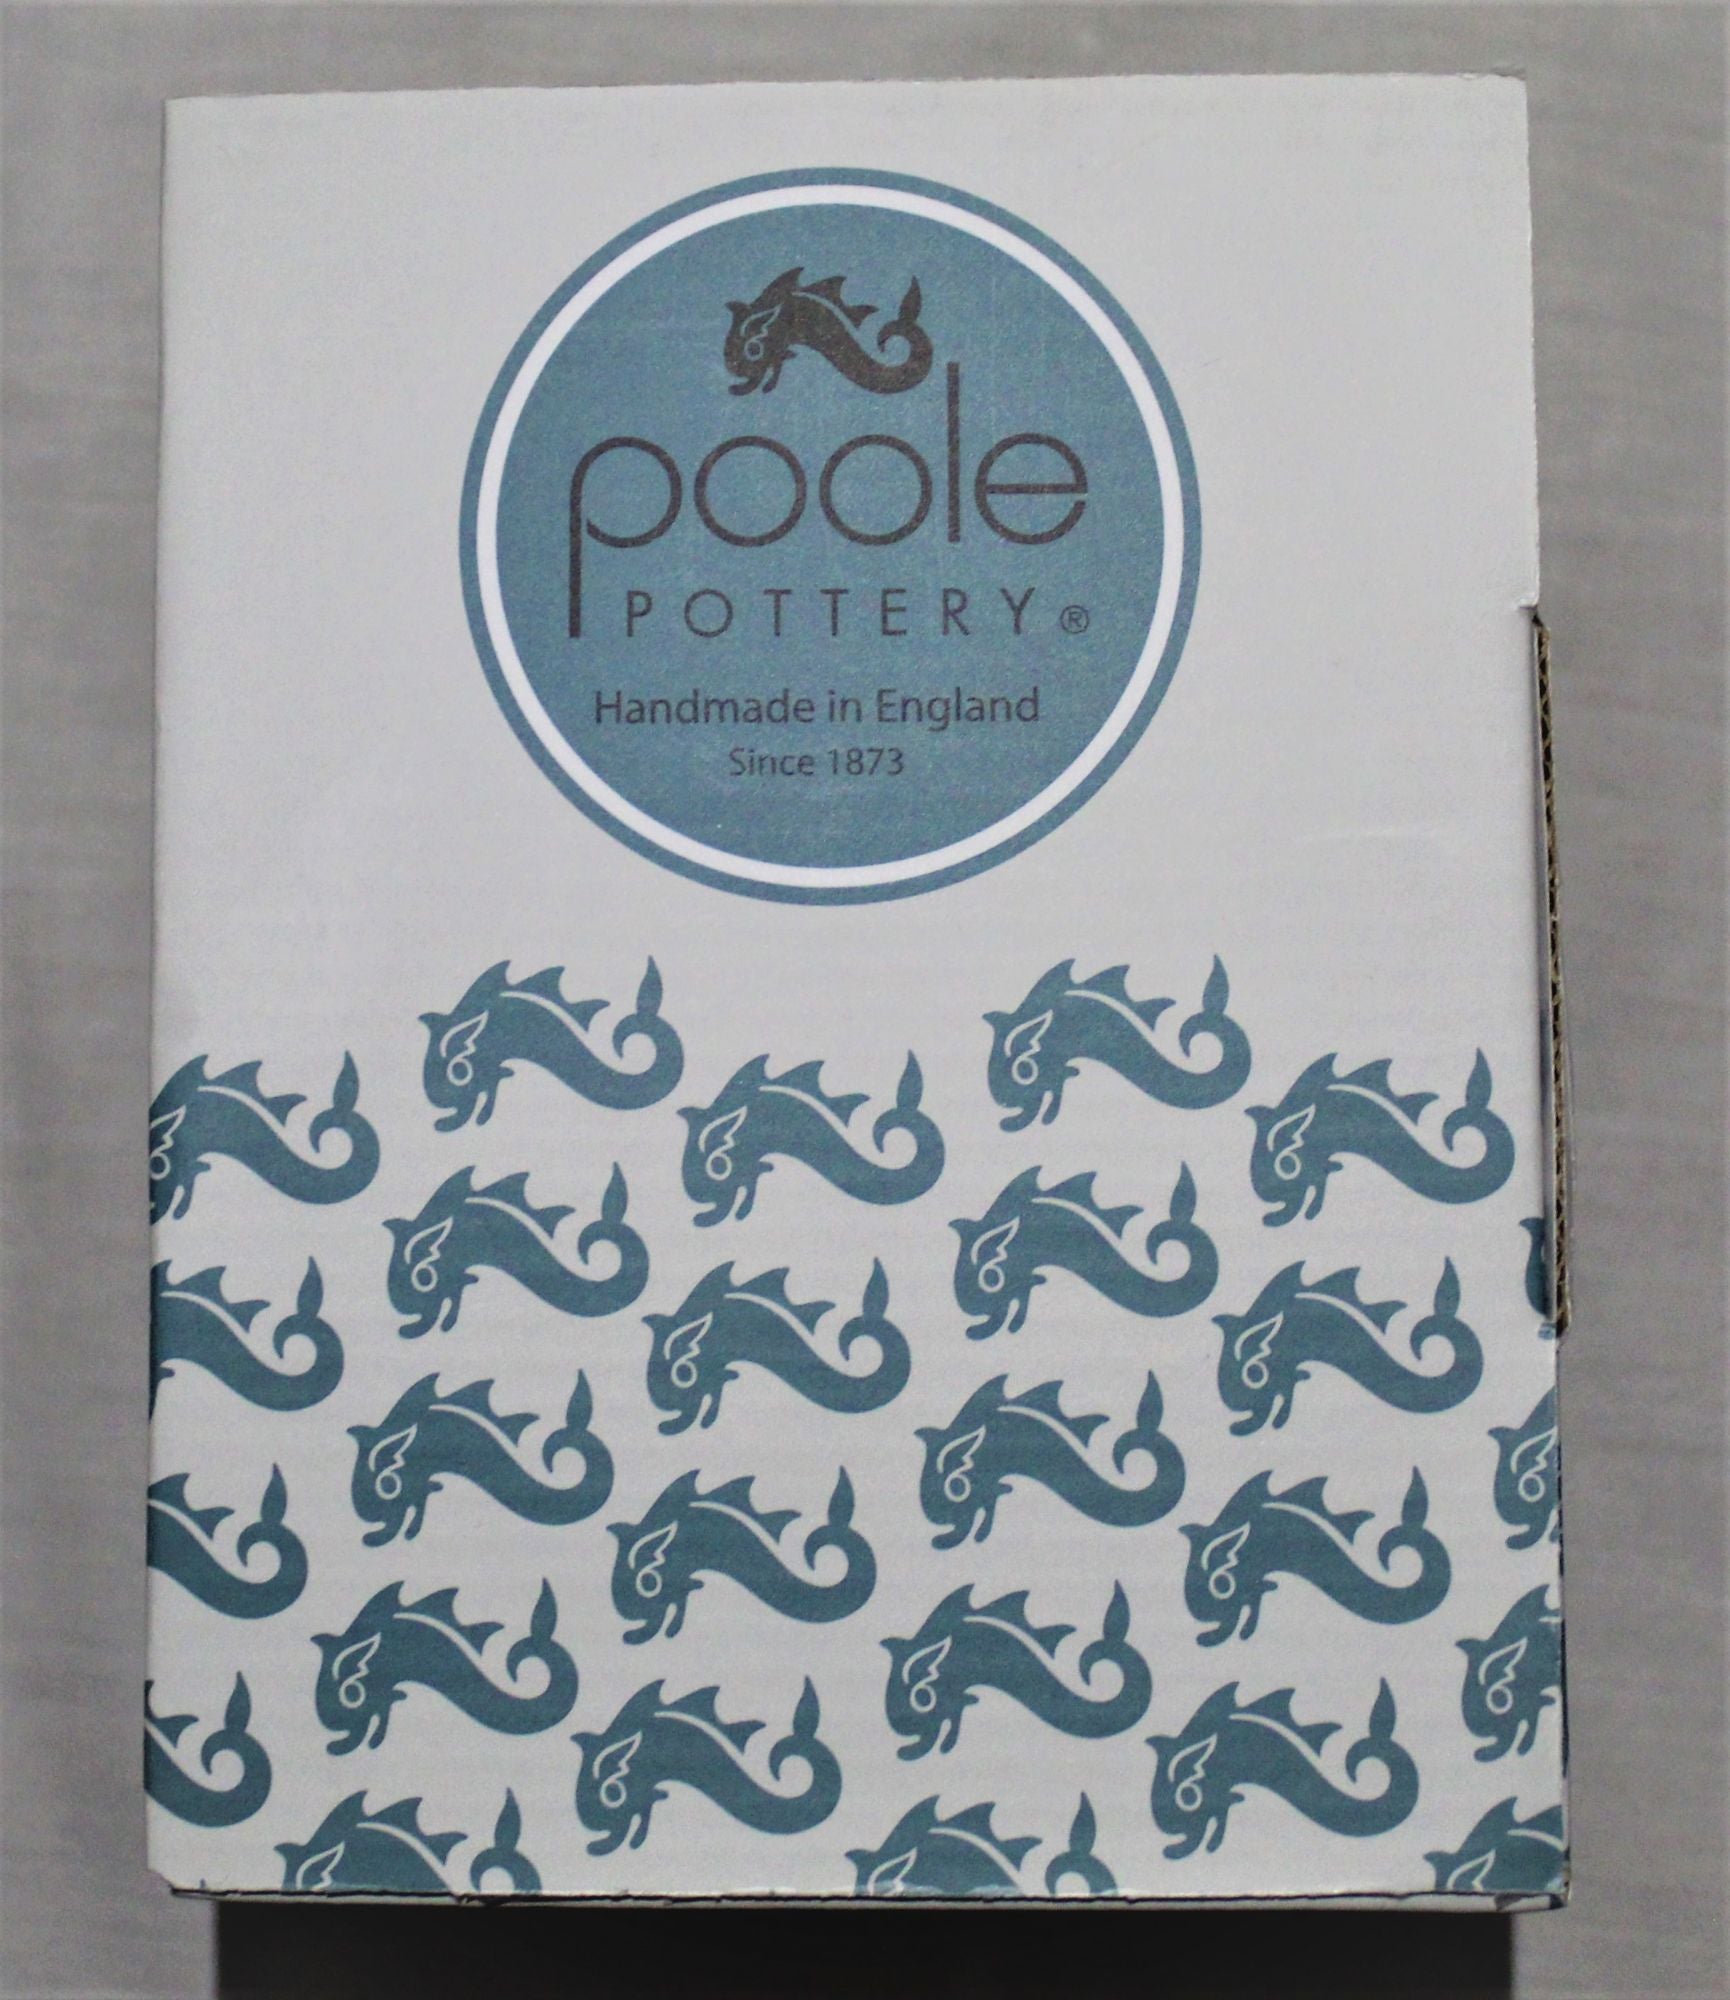 poole
POTTERY®
Handmade in England
Since 1873